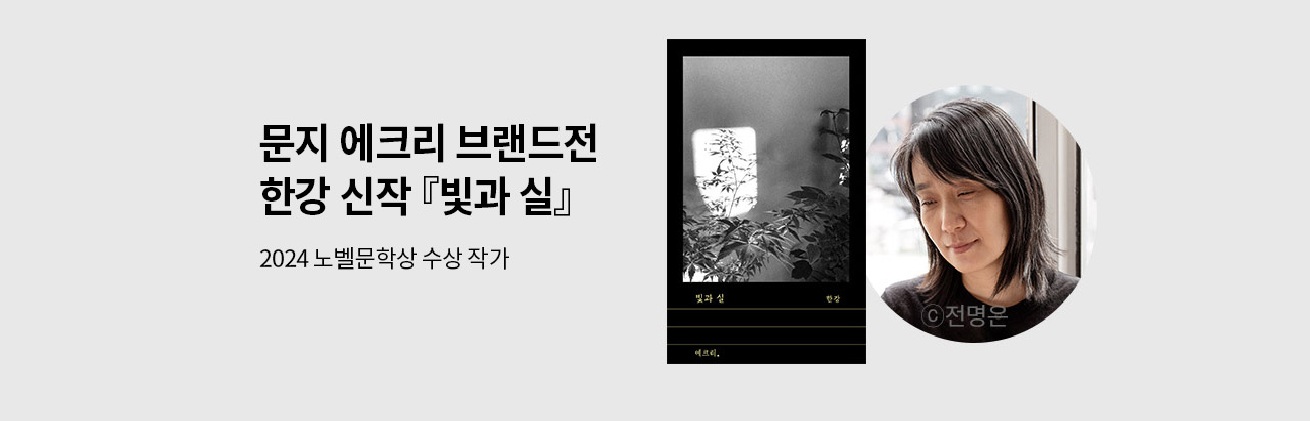 문지 에크리 브랜드전
한강 신작 『빛과 실』
2024 노벨문학상 수상 작가
빛과 실 한강
에크리.
ⓒ전명은